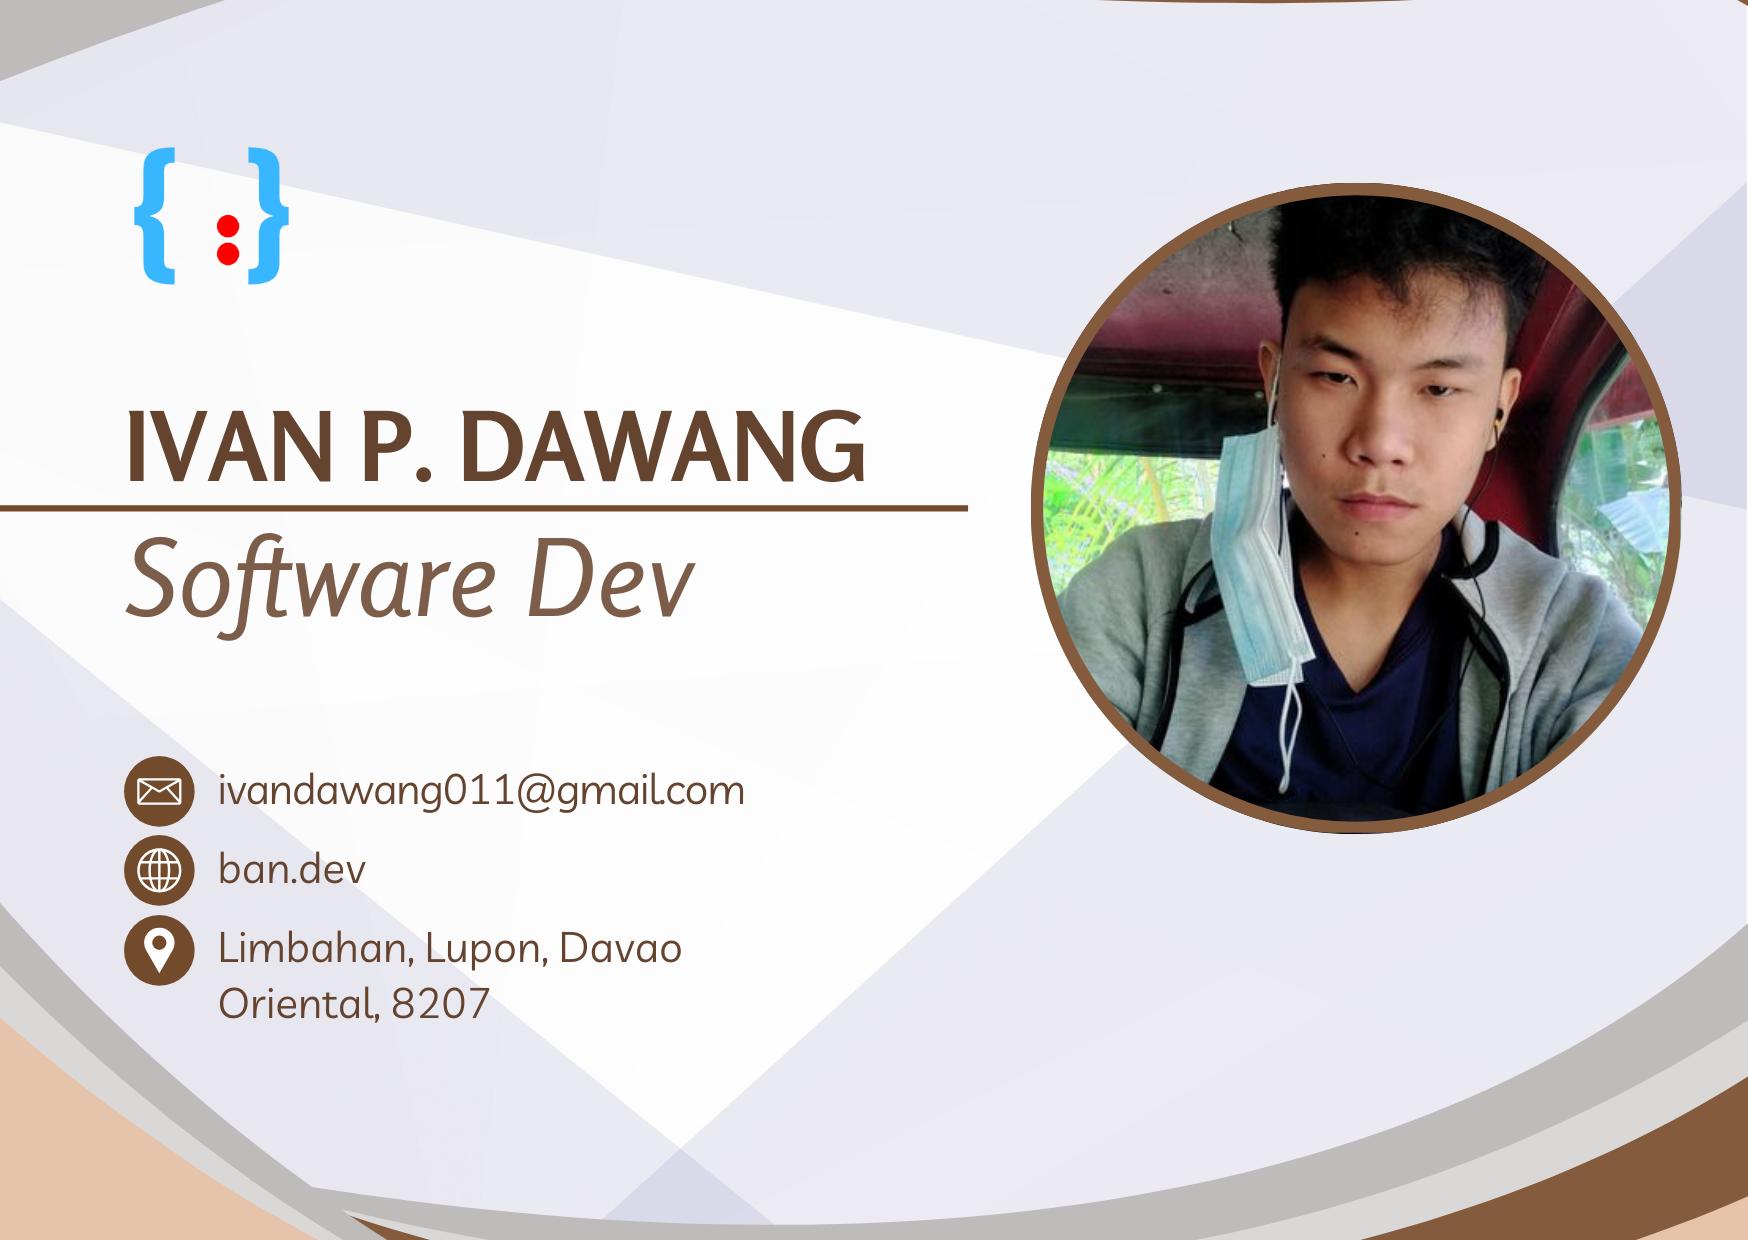 { :}
IVAN P. DAWANG
Software Dev
ivandawang011@gmail.com
ban.dev
Limbahan, Lupon, Davao
Oriental, 8207